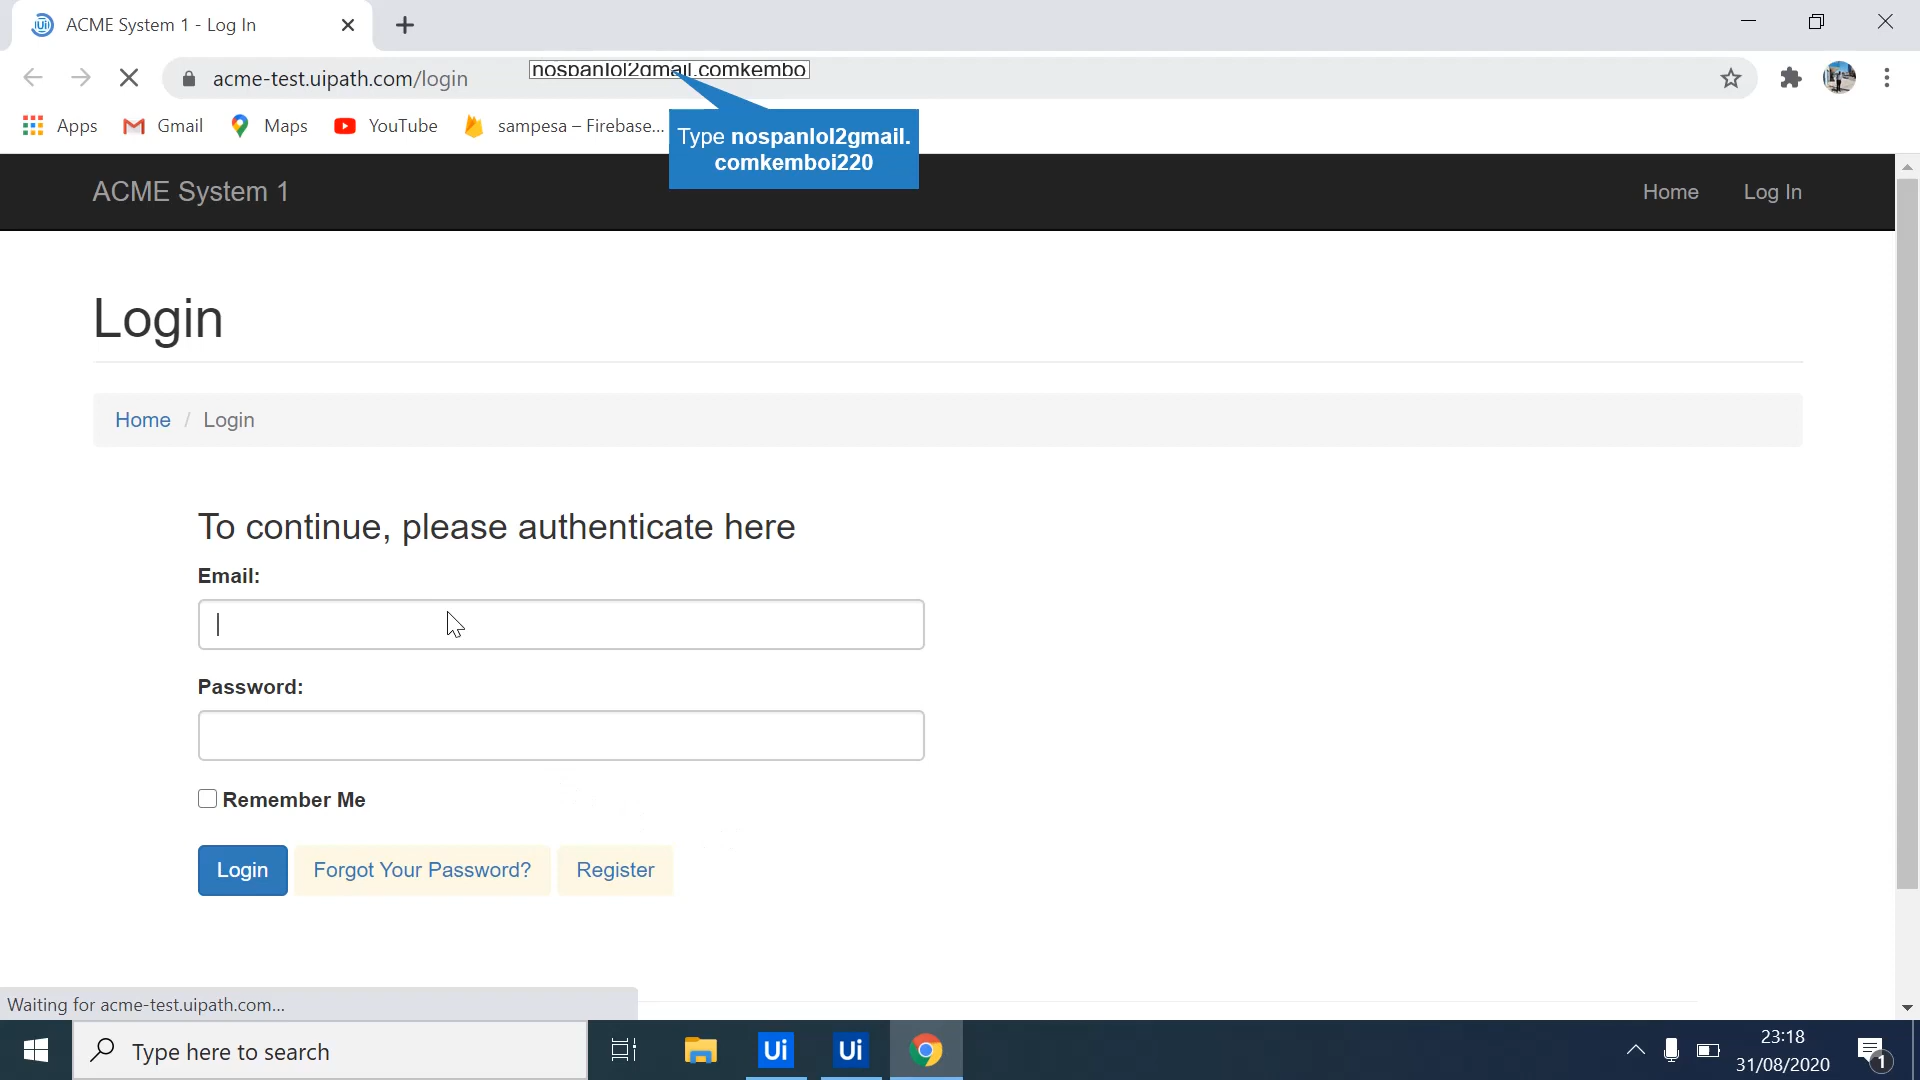 ACME System 1 - Log In
acme-test.uipath.com/login
nospanlol2gmail.comkembo
Apps
Gmail
Maps
YouTube
sampesa – Firebase...
Type nospanlol2gmail.
comkemboi220
ACME System 1
Home
Log In
Login
Home / Login
To continue, please authenticate here
Email:
Password:
Remember Me
Login
Forgot Your Password?
Register
Waiting for acme-test.uipath.com...
Type here to search
Ui
Ui
23:18
31/08/2020
1